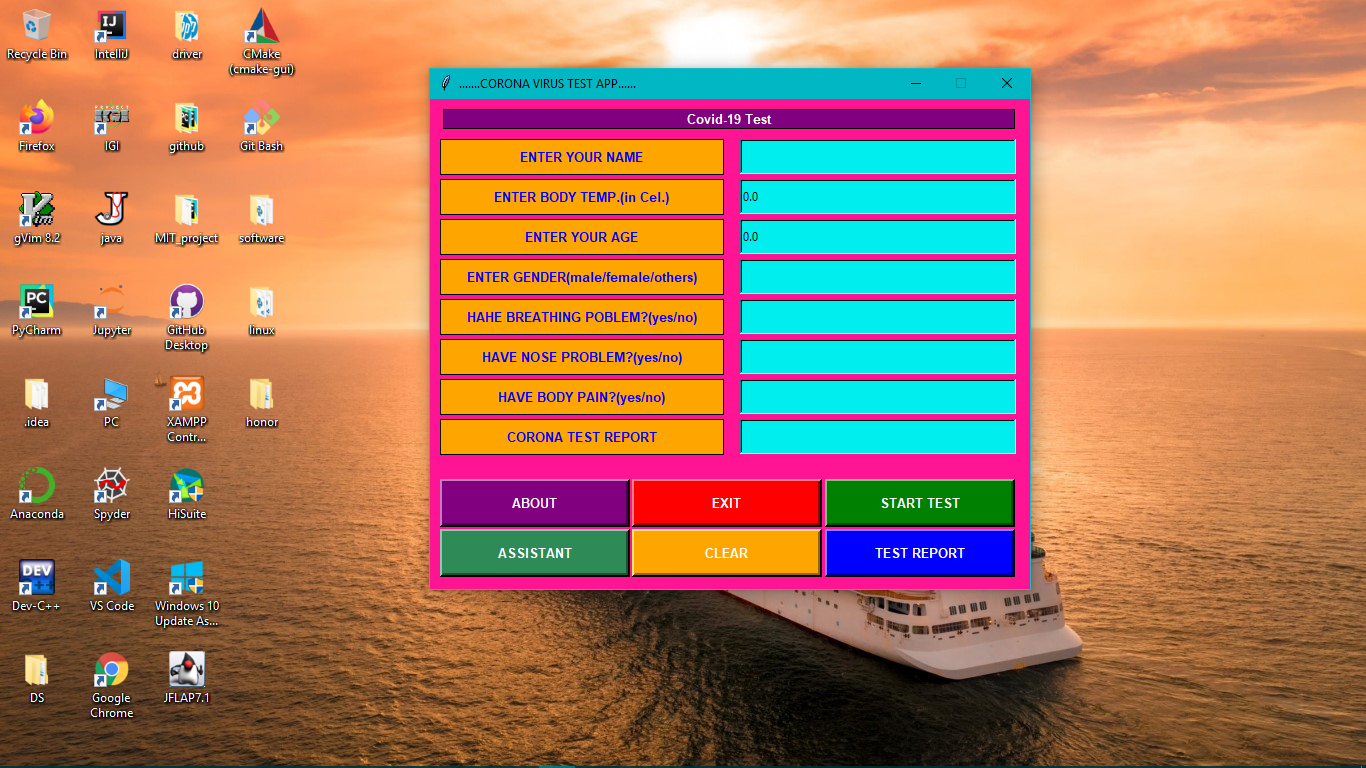 Recycle Bin
IntelliJ
driver
CMake
(cmake-gui)
Firefox
IGI
github
Git Bash
gVim 8.2
java
MIT_project
software
PyCharm
Jupyter
GitHub
Desktop
linux
.idea
PC
XAMPP
Contr...
honor
Anaconda
Spyder
HiSuite
Dev-C++
VS Code
Windows 10
Update As...
DS
Google
Chrome
JFLAP7.1
.......CORONA VIRUS TEST APP......
Covid-19 Test
ENTER YOUR NAME
ENTER BODY TEMP.(in Cel.) 0.0
ENTER YOUR AGE 0.0
ENTER GENDER(male/female/others)
HAHE BREATHING POBLEM?(yes/no)
HAVE NOSE PROBLEM?(yes/no)
HAVE BODY PAIN?(yes/no)
CORONA TEST REPORT
ABOUT EXIT START TEST
ASSISTANT CLEAR TEST REPORT